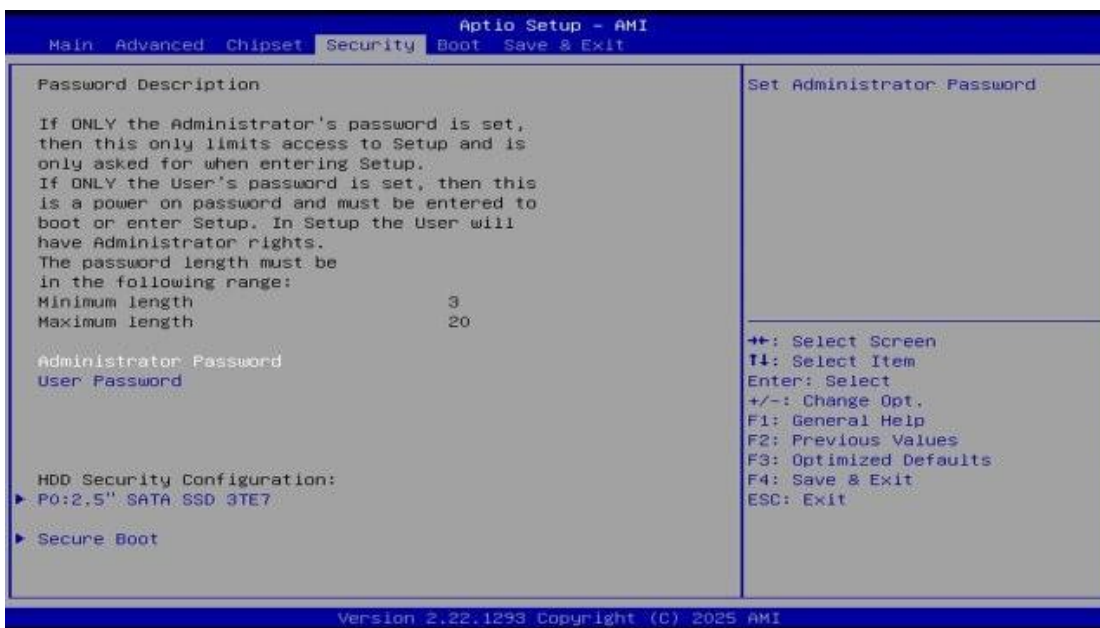 Aptio Setup – AMI
Main Advanced Chipset Security Boot Save & Exit
Password Description
If ONLY the Administrator's password is set,
then this only limits access to Setup and is
only asked for when entering Setup.
If ONLY the User's password is set, then this
is a power on password and must be entered to
boot or enter Setup. In Setup the User will
have Administrator rights.
The password length must be
in the following range:
Minimum length 3
Maximum length 20
Administrator Password
User Password
HDD Security Configuration:
▶ P0:2.5" SATA SSD 3TE7
▶ Secure Boot
Set Administrator Password
→←: Select Screen
↑↓: Select Item
Enter: Select
+/-: Change Opt.
F1: General Help
F2: Previous Values
F3: Optimized Defaults
F4: Save & Exit
ESC: Exit
Version 2.22.1293 Copyright (C) 2025 AMI